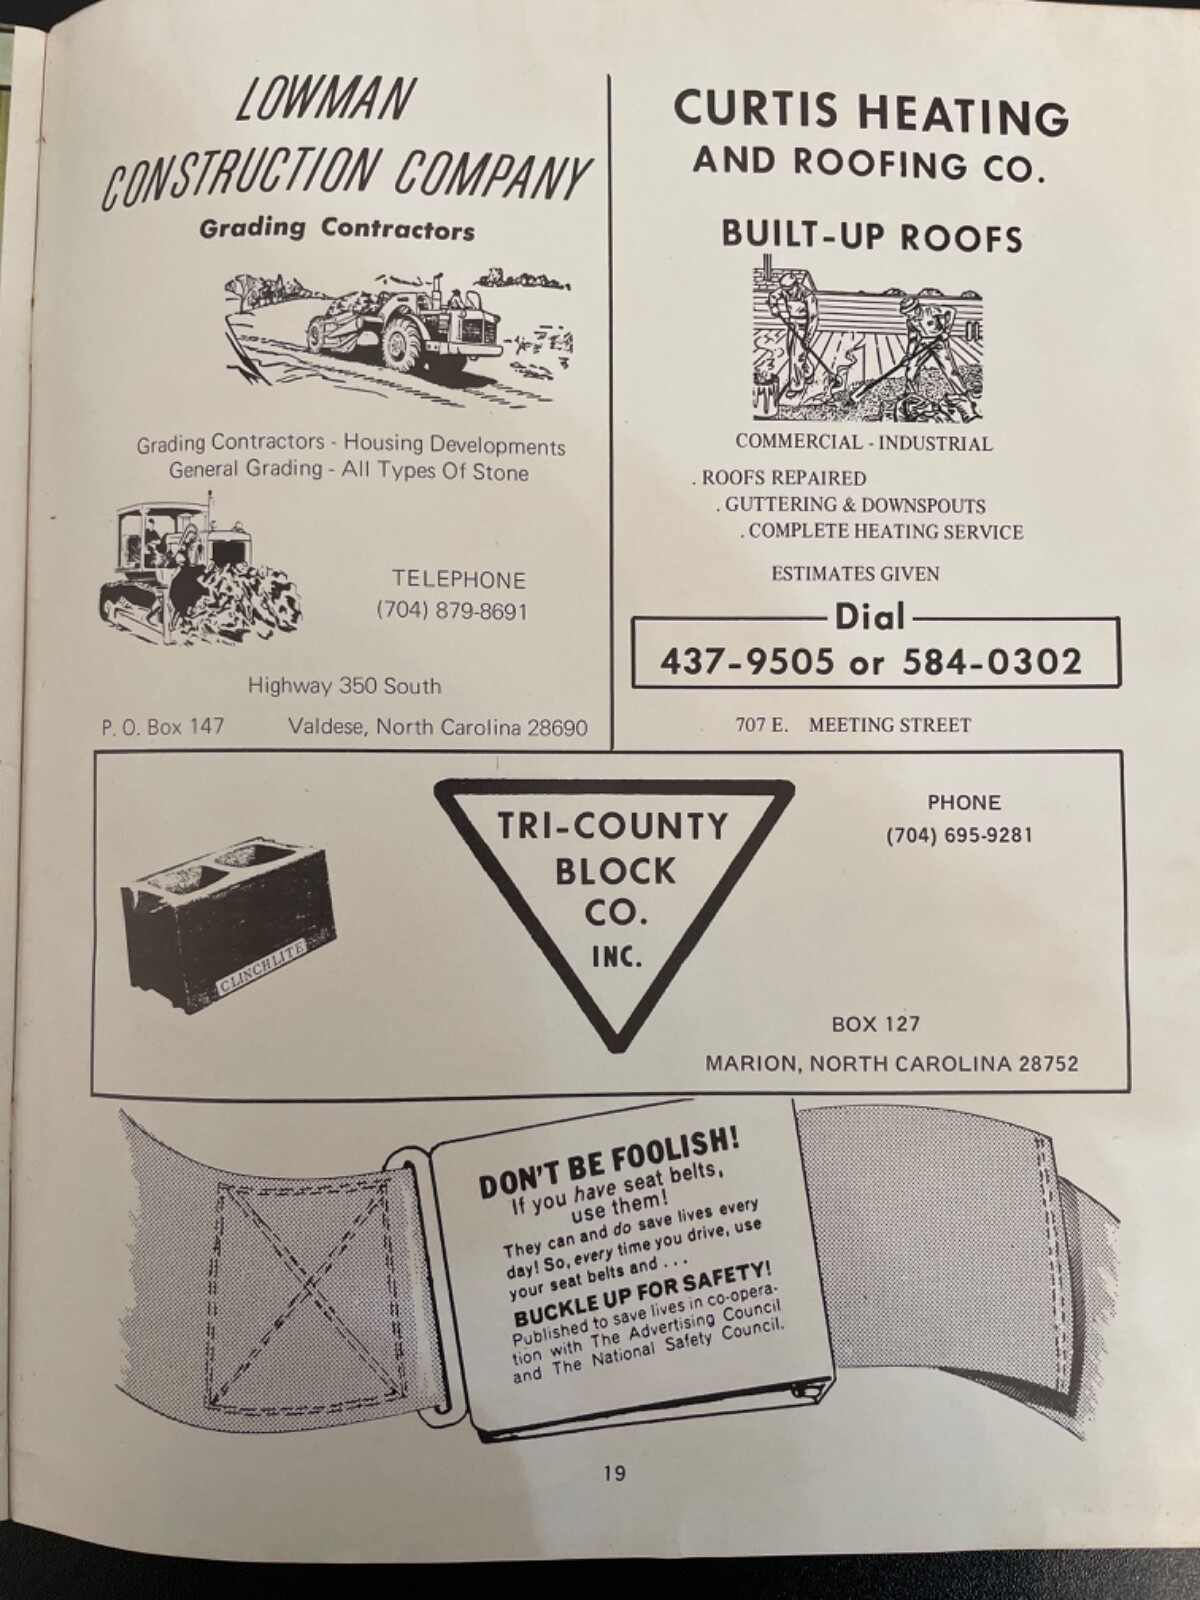 LOWMAN
CONSTRUCTION COMPANY
Grading Contractors
Grading Contractors - Housing Developments
General Grading - All Types Of Stone
TELEPHONE
(704) 879-8691
Highway 350 South
P. O. Box 147 Valdese, North Carolina 28690
CURTIS HEATING
AND ROOFING CO.
BUILT-UP ROOFS
COMMERCIAL - INDUSTRIAL
. ROOFS REPAIRED
. GUTTERING & DOWNSPOUTS
. COMPLETE HEATING SERVICE
ESTIMATES GIVEN
Dial
437-9505 or 584-0302
707 E. MEETING STREET
CLINCHLITE
TRI-COUNTY
BLOCK
CO.
INC.
PHONE
(704) 695-9281
BOX 127
MARION, NORTH CAROLINA 28752
DON'T BE FOOLISH!
If you have seat belts,
use them!
They can and do save lives every
day! So, every time you drive, use
your seat belts and . . .
BUCKLE UP FOR SAFETY!
Published to save lives in co-opera-
tion with The Advertising Council
and The National Safety Council.
19